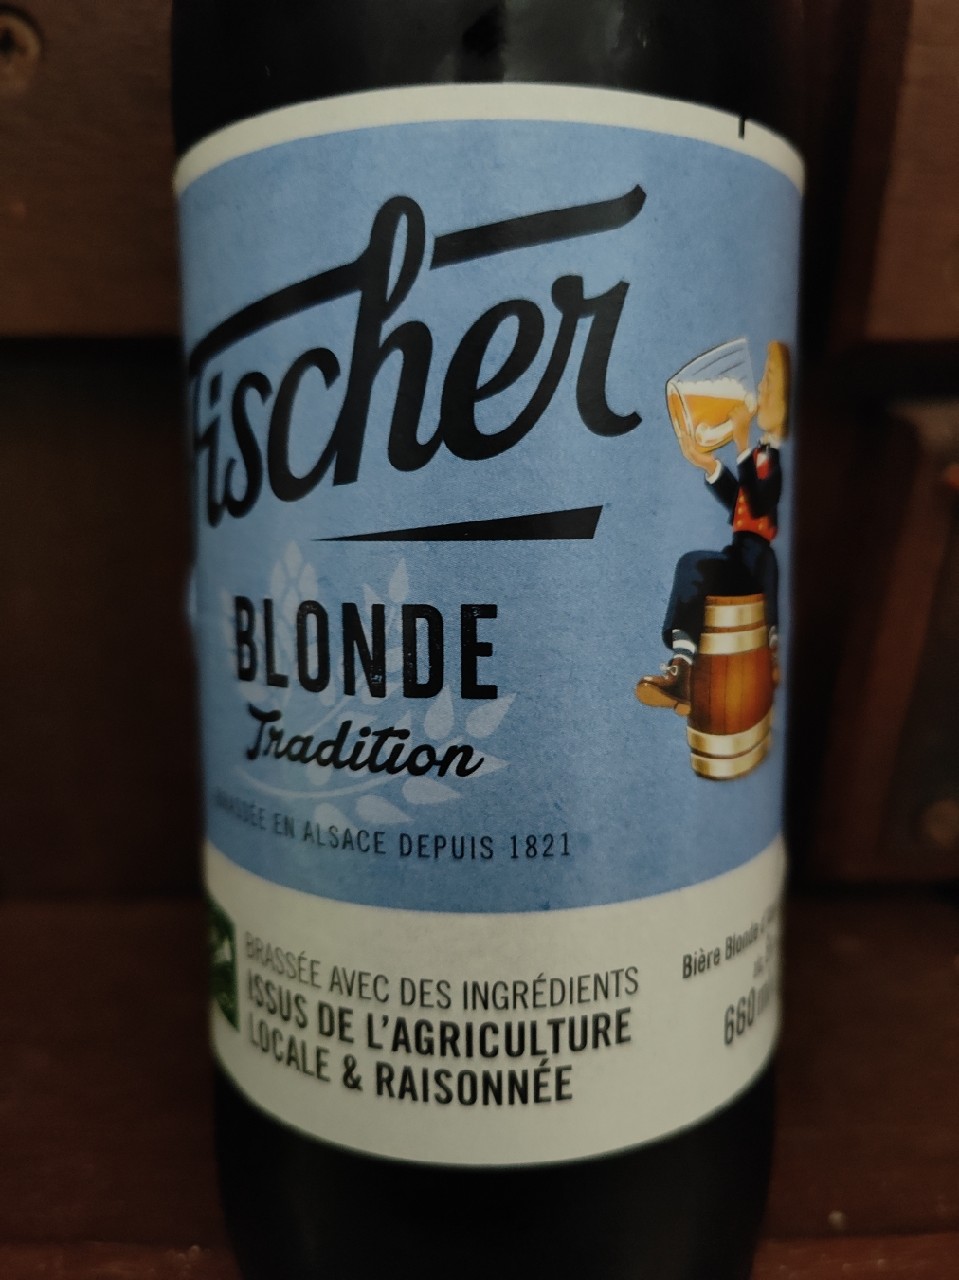 Fischer
BLONDE
Tradition
BRASSÉE EN ALSACE DEPUIS 1821
BRASSÉE AVEC DES INGRÉDIENTS
ISSUS DE L'AGRICULTURE
LOCALE & RAISONNÉE
Bière Blonde
660